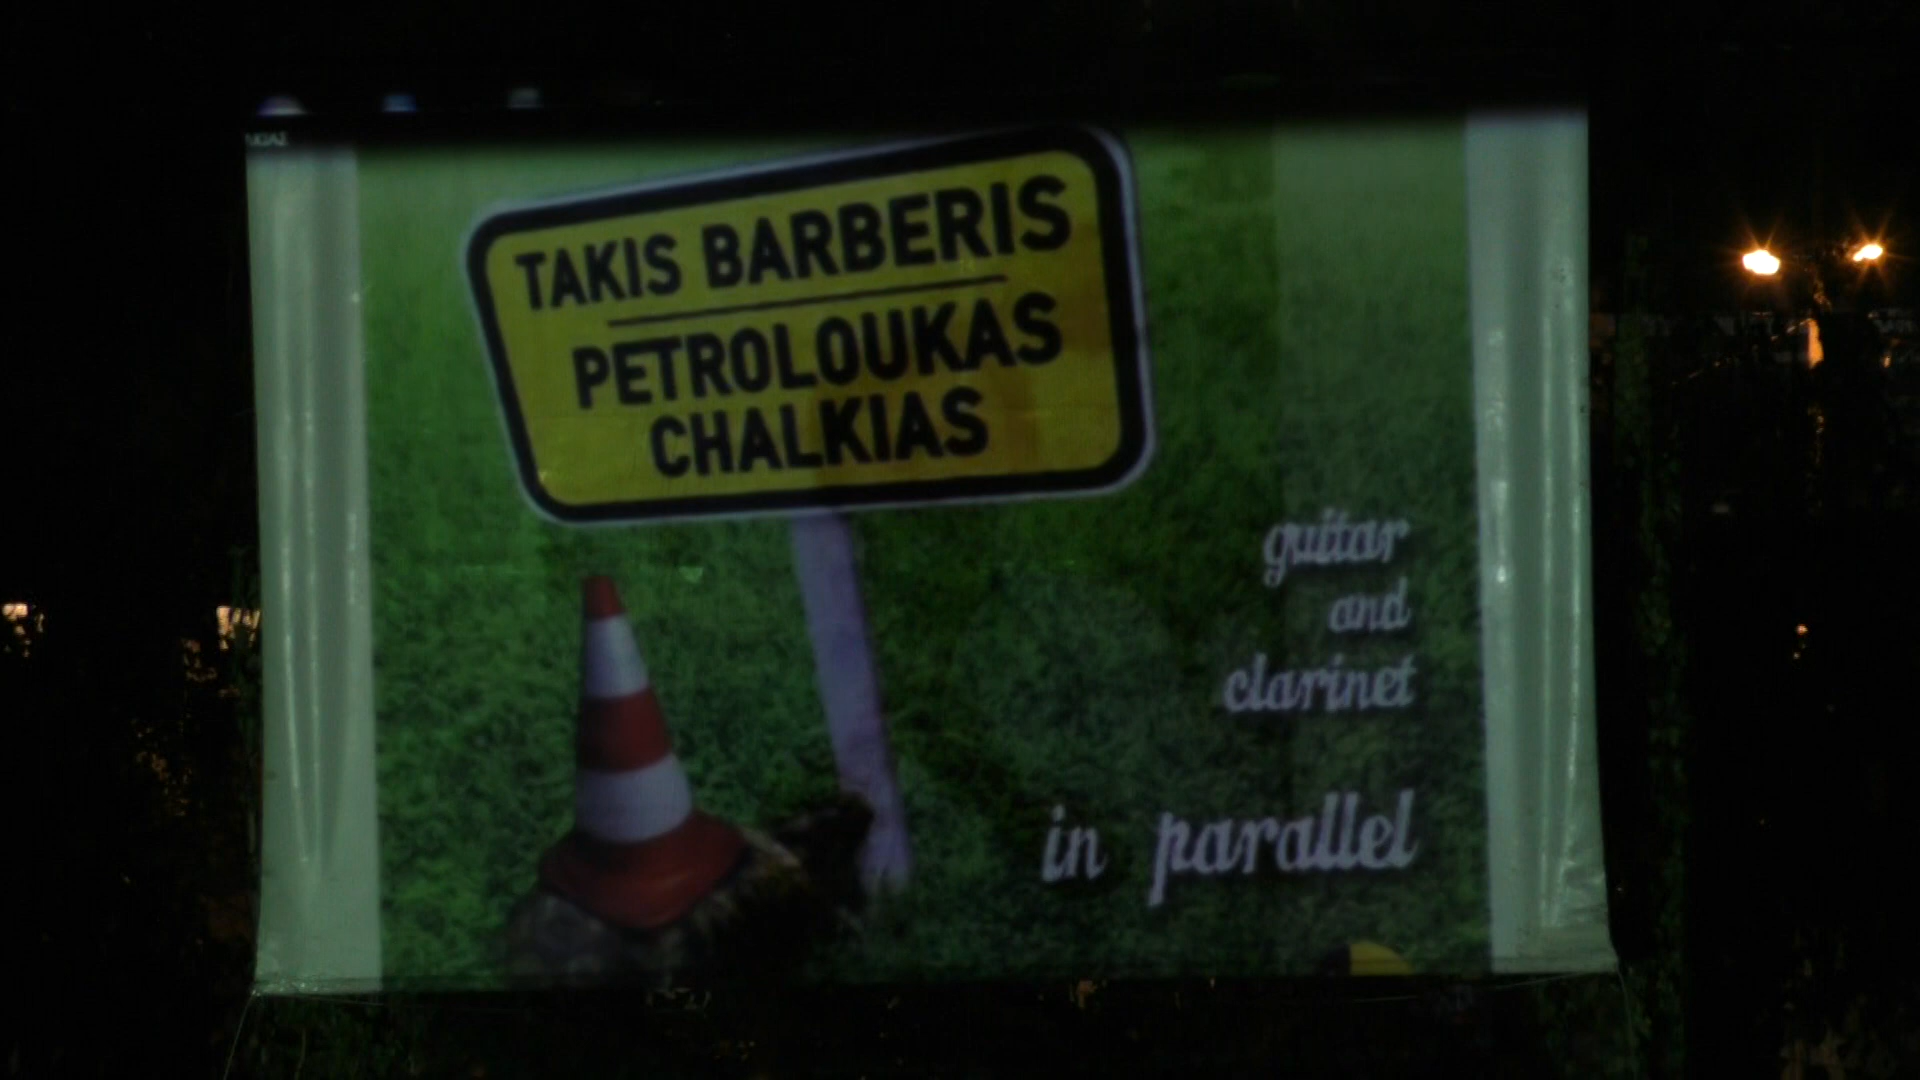 TAKIS BARBERIS
PETROLOUKAS
CHALKIAS
guitar
and
clarinet
in parallel